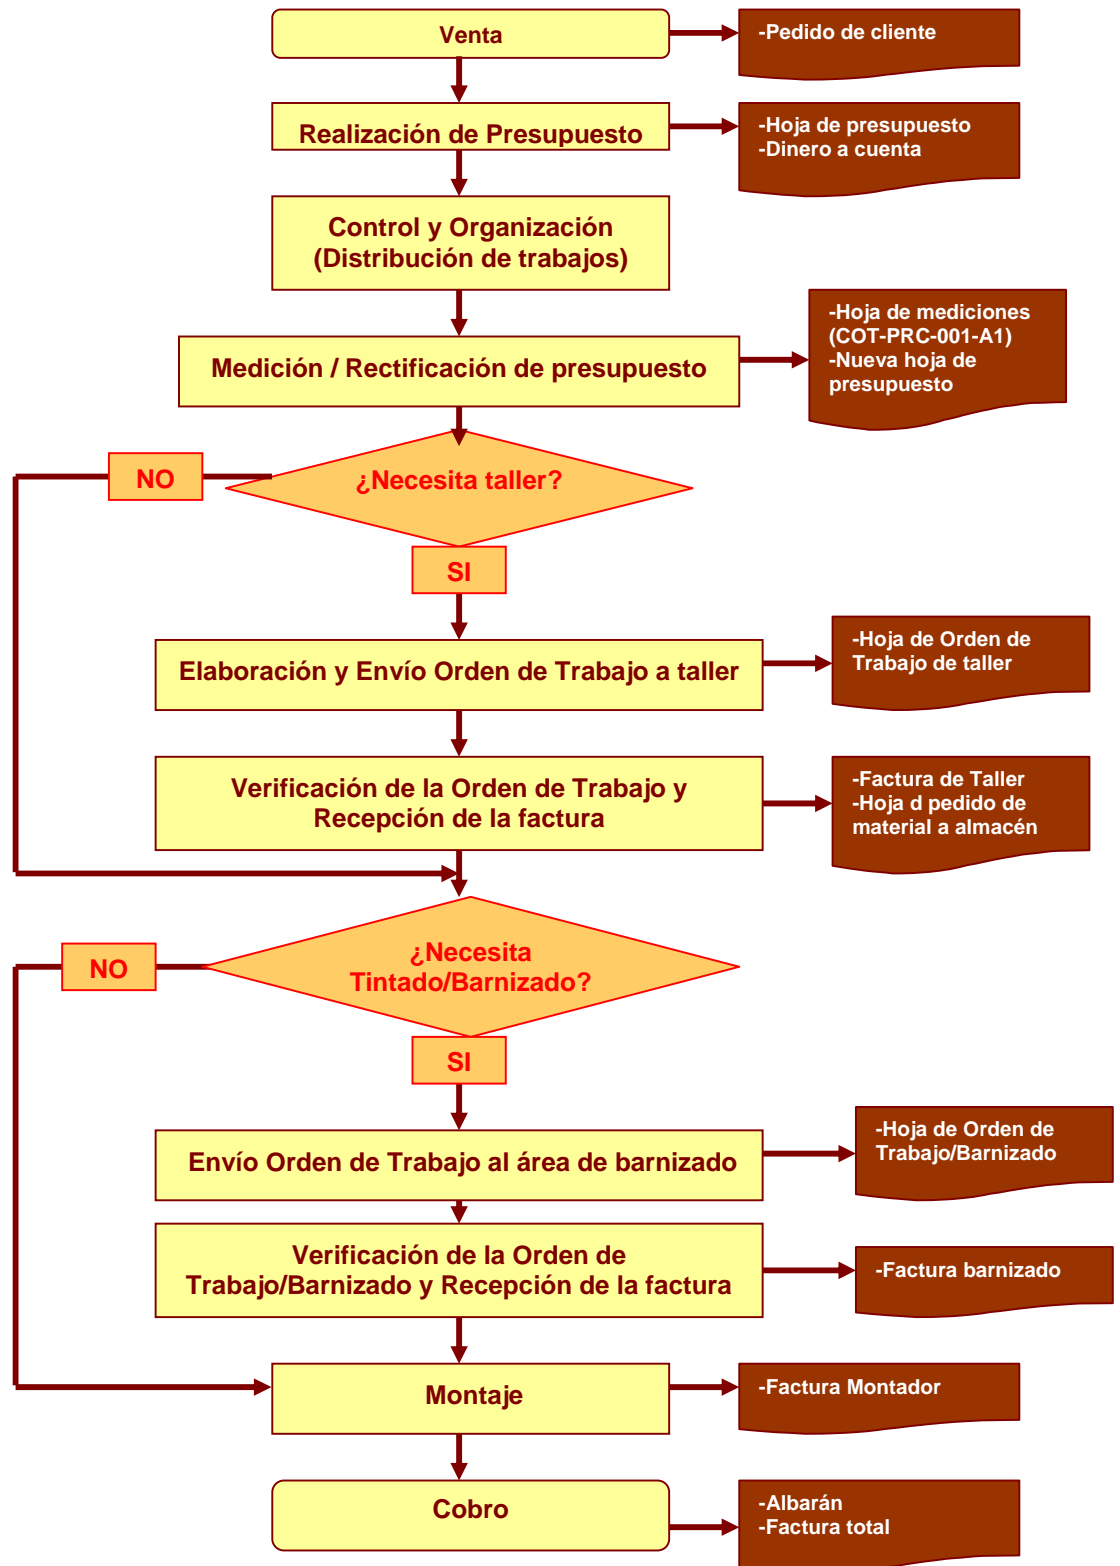 Venta
-Pedido de cliente
Realización de Presupuesto
-Hoja de presupuesto
-Dinero a cuenta
Control y Organización
(Distribución de trabajos)
-Hoja de mediciones
(COT-PRC-001-A1)
-Nueva hoja de
presupuesto
Medición / Rectificación de presupuesto
¿Necesita taller?
NO
SI
Elaboración y Envío Orden de Trabajo a taller
-Hoja de Orden de
Trabajo de taller
Verificación de la Orden de Trabajo y
Recepción de la factura
-Factura de Taller
-Hoja d pedido de
material a almacén
¿Necesita
Tintado/Barnizado?
NO
SI
Envío Orden de Trabajo al área de barnizado
-Hoja de Orden de
Trabajo/Barnizado
Verificación de la Orden de
Trabajo/Barnizado y Recepción de la factura
-Factura barnizado
Montaje
-Factura Montador
Cobro
-Albarán
-Factura total